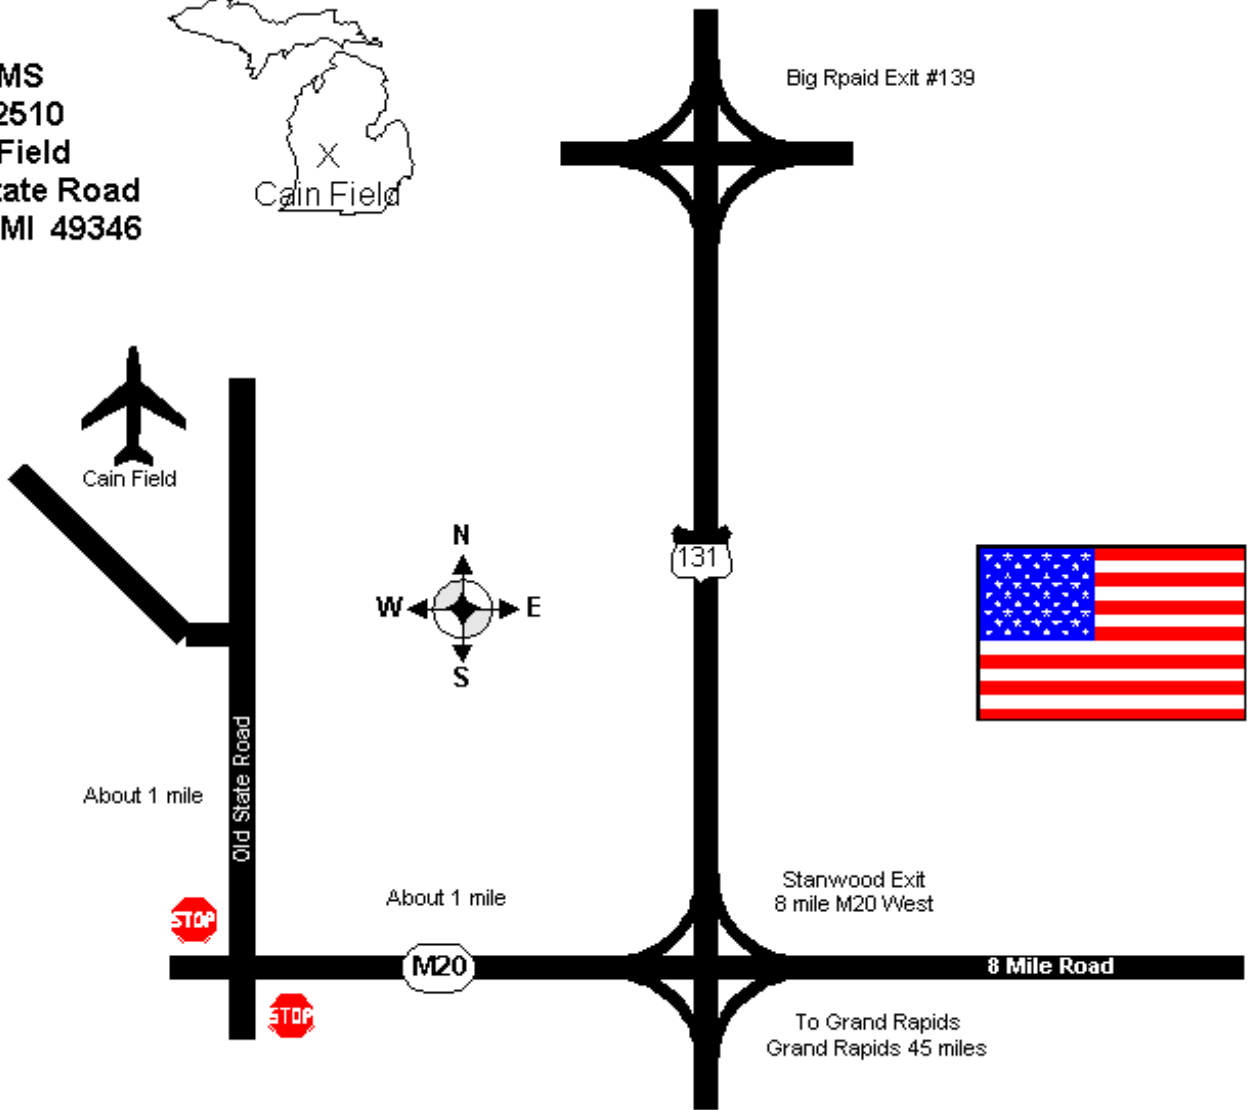 MS
2510
Field
tate Road
MI 49346
Cain Field
Big Rpaid Exit #139
Cain Field
N
131
W
E
S
Old State Road
About 1 mile
Stanwood Exit
8 mile M20 West
About 1 mile
STOP
M20
8 Mile Road
STOP
To Grand Rapids
Grand Rapids 45 miles